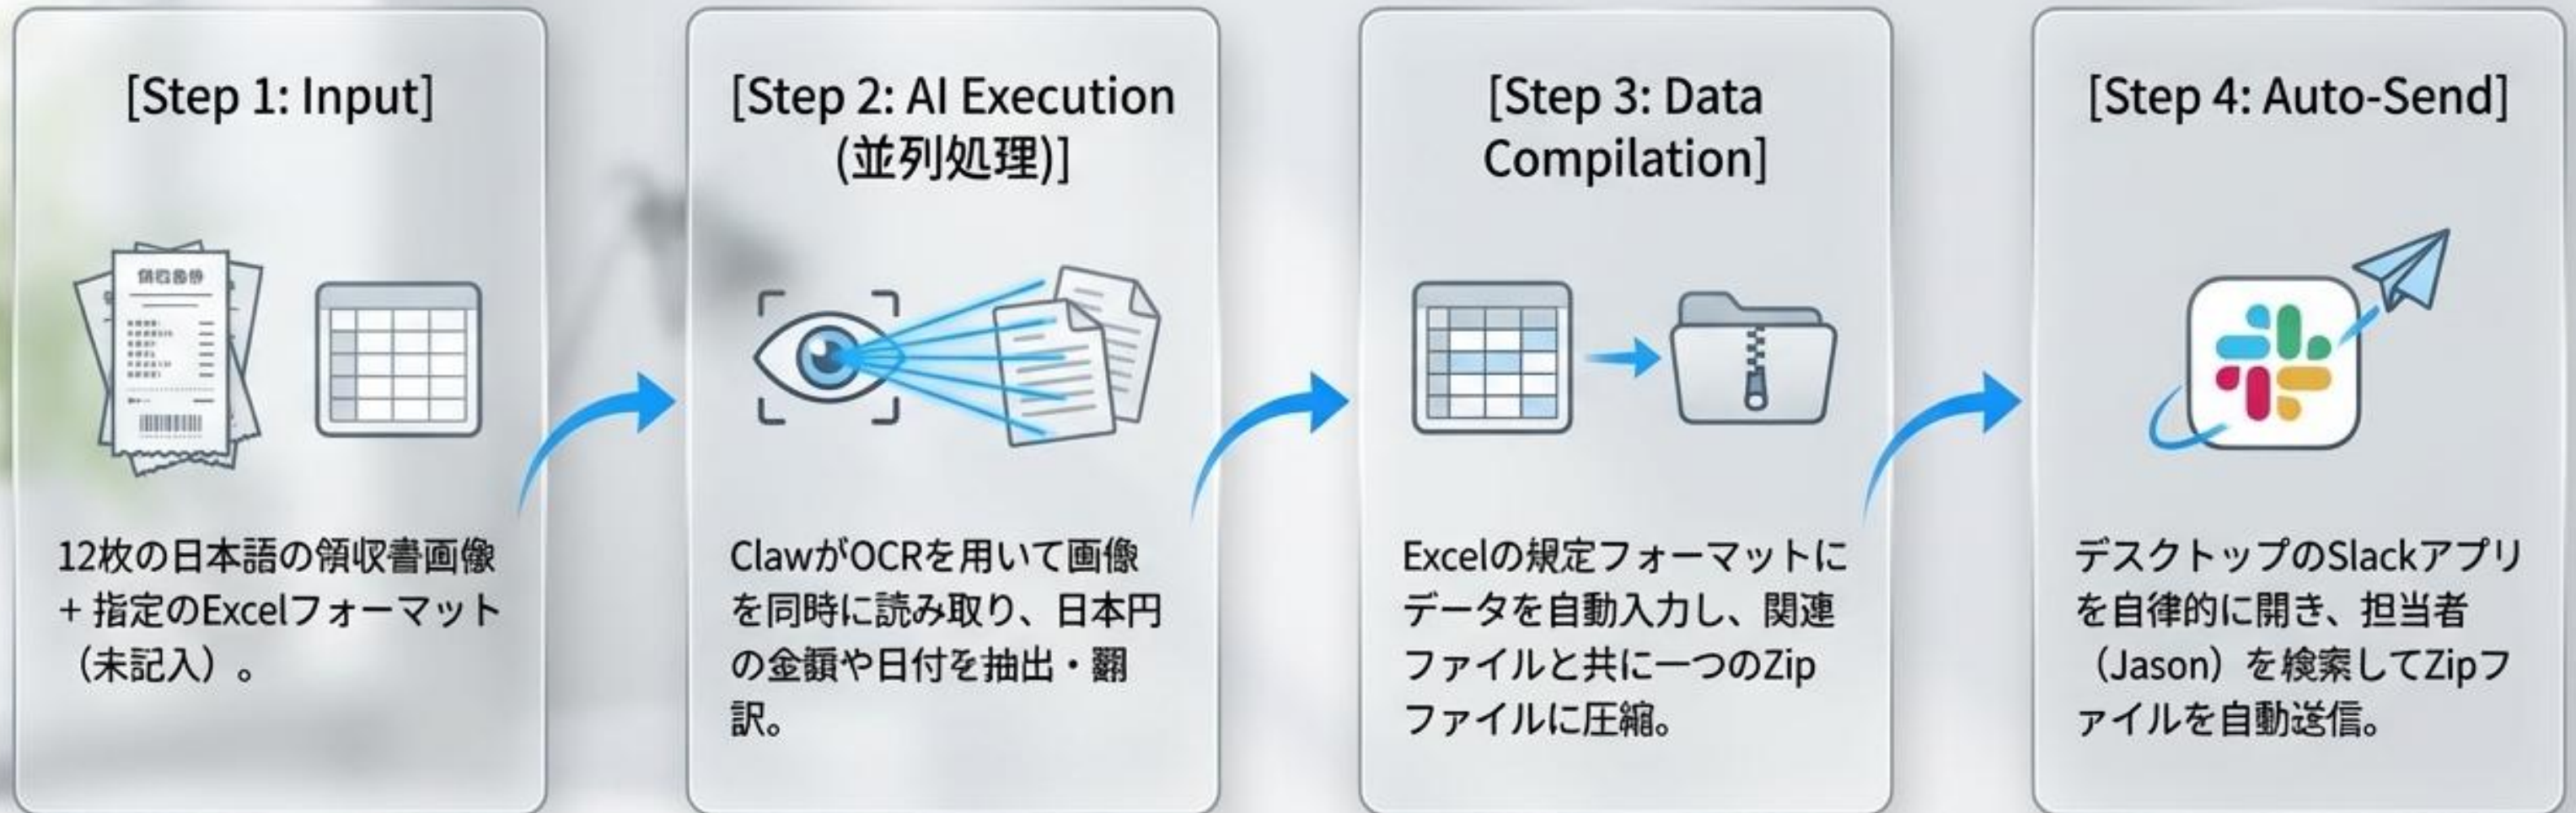 [Step 1: Input]
12枚の日本語の領収書画像
+ 指定のExcelフォーマット
（未記入）。
[Step 2: AI Execution
(並列処理)]
ClawがOCRを用いて画像
を同時に読み取り、日本円
の金額や日付を抽出・翻
訳。
[Step 3: Data
Compilation]
Excelの規定フォーマットに
データを自動入力し、関連
ファイルと共に一つのZip
ファイルに圧縮。
[Step 4: Auto-Send]
デスクトップのSlackアプリ
を自律的に開き、担当者
（Jason）を検索してZipフ
ァイルを自動送信。